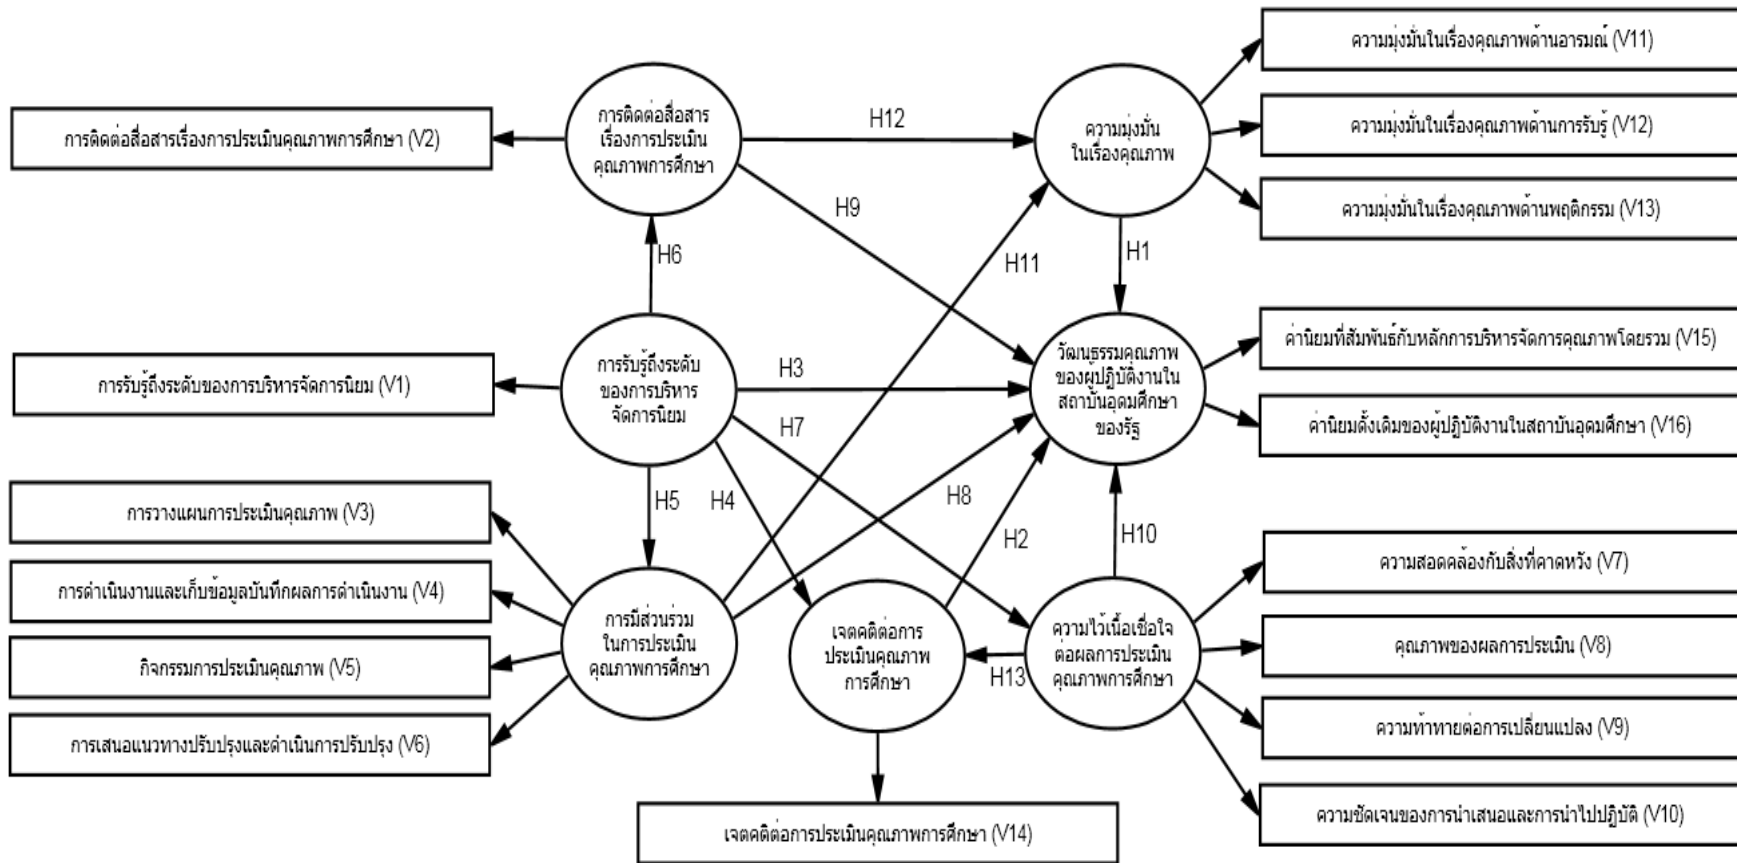 ความมุ่งมั่นในเรื่องคุณภาพด้านอารมณ์ (V11)
การติดต่อสื่อสาร
เรื่องการประเมิน
คุณภาพการศึกษา
การติดต่อสื่อสารเรื่องการประเมินคุณภาพการศึกษา (V2)
H12
ความมุ่งมั่น
ในเรื่องคุณภาพ
ความมุ่งมั่นในเรื่องคุณภาพด้านการรับรู้ (V12)
ความมุ่งมั่นในเรื่องคุณภาพด้านพฤติกรรม (V13)
H9
H6
H11
H1
การรับรู้ถึงระดับของการบริหารจัดการนิยม (V1)
การรับรู้ถึงระดับ
ของการบริหาร
จัดการนิยม
H3
วัฒนธรรมคุณภาพ
ของผู้ปฏิบัติงานใน
สถาบันอุดมศึกษา
ของรัฐ
ค่านิยมที่สัมพันธ์กับหลักการบริหารจัดการคุณภาพโดยรวม (V15)
ค่านิยมดั้งเดิมของผู้ปฏิบัติงานในสถาบันอุดมศึกษา (V16)
H7
H5
H4
H8
H2
H10
การวางแผนการประเมินคุณภาพ (V3)
การดำเนินงานและเก็บข้อมูลบันทึกผลการดำเนินงาน (V4)
กิจกรรมการประเมินคุณภาพ (V5)
การเสนอแนวทางปรับปรุงและดำเนินการปรับปรุง (V6)
การมีส่วนร่วม
ในการประเมิน
คุณภาพการศึกษา
เจตคติต่อการ
ประเมินคุณภาพ
การศึกษา
H13
ความไว้เนื้อเชื่อใจ
ต่อผลการประเมิน
คุณภาพการศึกษา
ความสอดคล้องกับสิ่งที่คาดหวัง (V7)
คุณภาพของผลการประเมิน (V8)
ความท้าทายต่อการเปลี่ยนแปลง (V9)
ความชัดเจนของการนำเสนอและการนำไปปฏิบัติ (V10)
เจตคติต่อการประเมินคุณภาพการศึกษา (V14)